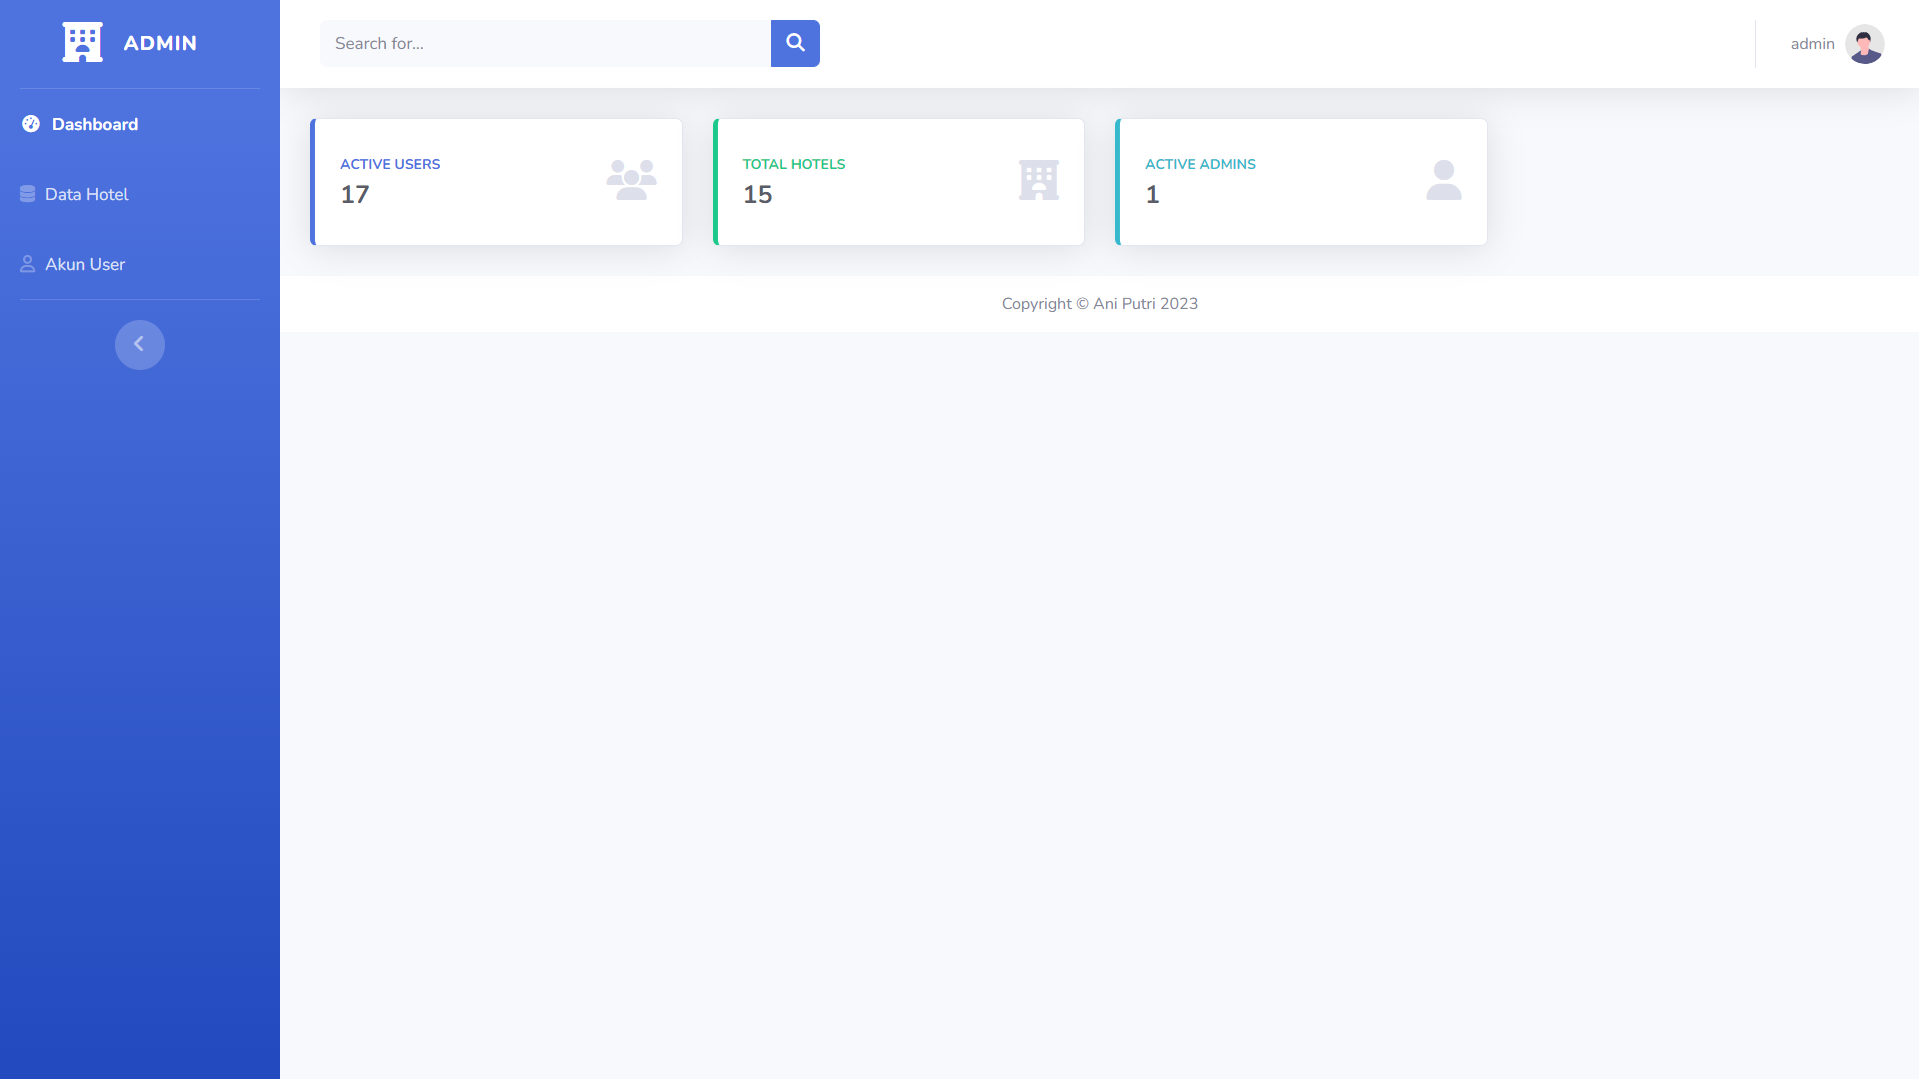 ADMIN
Dashboard
Data Hotel
Akun User
Search for...
admin
ACTIVE USERS
17
TOTAL HOTELS
15
ACTIVE ADMINS
1
Copyright © Ani Putri 2023